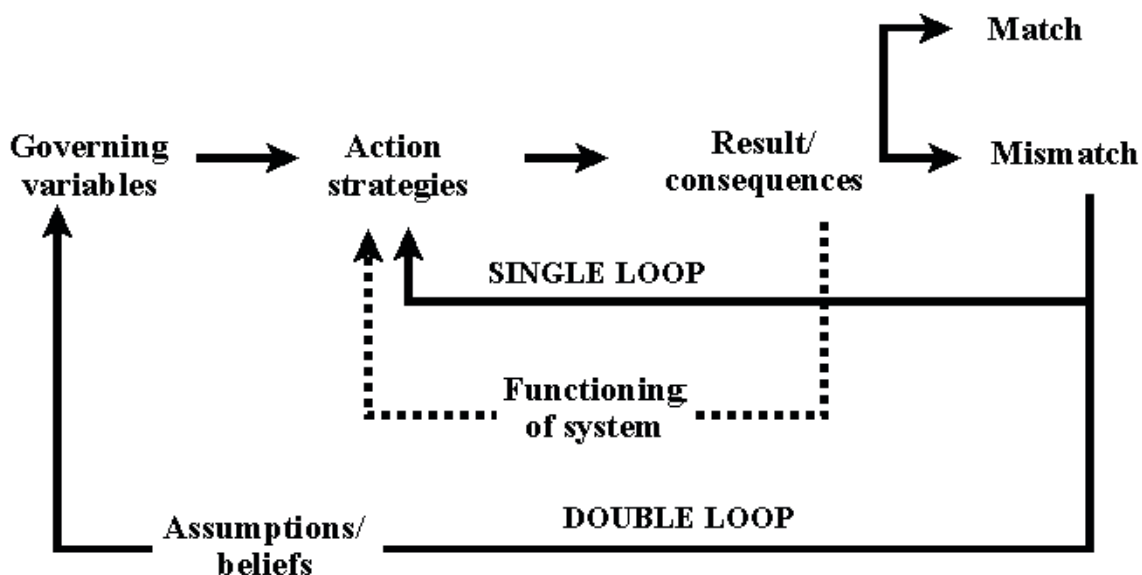 Match
Governing
variables
Action
strategies
Result/
consequences
Mismatch
SINGLE LOOP
Functioning
of system
Assumptions/
beliefs
DOUBLE LOOP